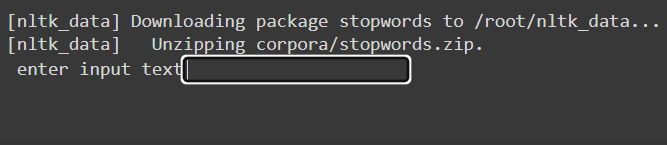 [nltk_data] Downloading package stopwords to /root/nltk_data...
[nltk_data]   Unzipping corpora/stopwords.zip.
enter input text